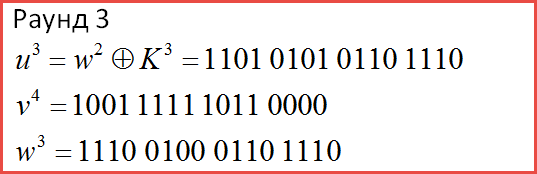 Раунд 3
u³ = w² ⊕ K³ = 1101 0101 0110 1110
v⁴ = 1001 1111 1011 0000
w³ = 1110 0100 0110 1110